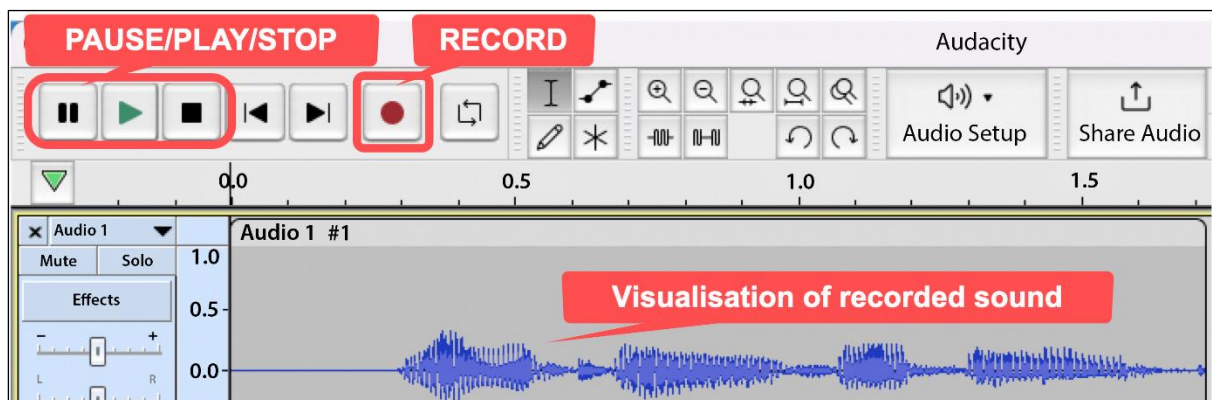 PAUSE/PLAY/STOP RECORD
Audacity
Audio Setup Share Audio
0.0 0.5 1.0 1.5
Audio 1 Audio 1 #1
Mute Solo 1.0
Effects
Visualisation of recorded sound
0.5
- +
0.0
L R